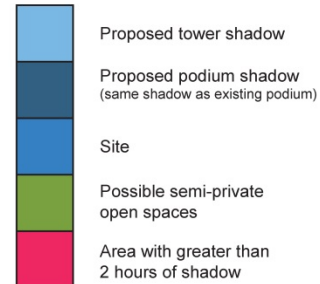 Proposed tower shadow
Proposed podium shadow
(same shadow as existing podium)
Site
Possible semi-private
open spaces
Area with greater than
2 hours of shadow